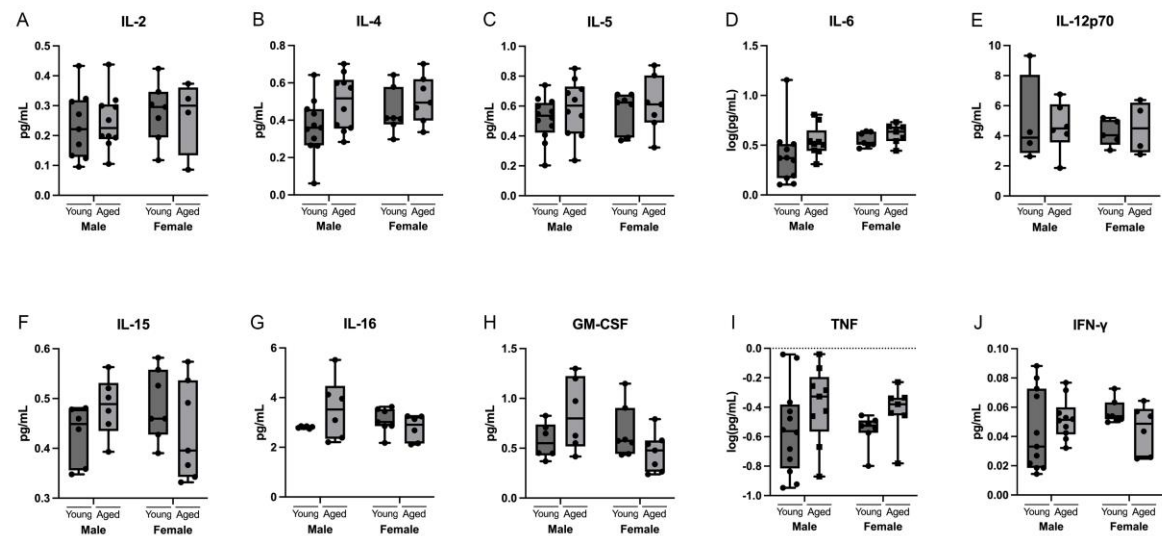 A IL-2
pg/mL
0.5
0.4
0.3
0.2
0.1
0.0
Young Aged Young Aged
Male Female
B IL-4
pg/mL
0.8
0.6
0.4
0.2
0.0
Young Aged Young Aged
Male Female
C IL-5
pg/mL
1.0
0.8
0.6
0.4
0.2
0.0
Young Aged Young Aged
Male Female
D IL-6
log(pg/mL)
1.5
1.0
0.5
0.0
Young Aged Young Aged
Male Female
E IL-12p70
pg/mL
10
8
6
4
2
0
Young Aged Young Aged
Male Female
F IL-15
pg/mL
0.6
0.5
0.4
0.3
Young Aged Young Aged
Male Female
G IL-16
pg/mL
6
4
2
0
Young Aged Young Aged
Male Female
H GM-CSF
pg/mL
1.5
1.0
0.5
0.0
Young Aged Young Aged
Male Female
I TNF
log(pg/mL)
0.0
-0.2
-0.4
-0.6
-0.8
-1.0
Young Aged Young Aged
Male Female
J IFN-γ
pg/mL
0.10
0.08
0.06
0.04
0.02
0.00
Young Aged Young Aged
Male Female